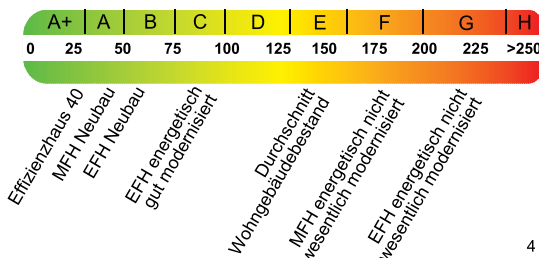 A+ A B C D E F G H
0 25 50 75 100 125 150 175 200 225 >250
Effizienzhaus 40
MFH Neubau
EFH Neubau
EFH energetisch
gut modernisiert
Durchschnitt
Wohngebäudebestand
MFH energetisch nicht
wesentlich modernisiert
EFH energetisch nicht
wesentlich modernisiert
4